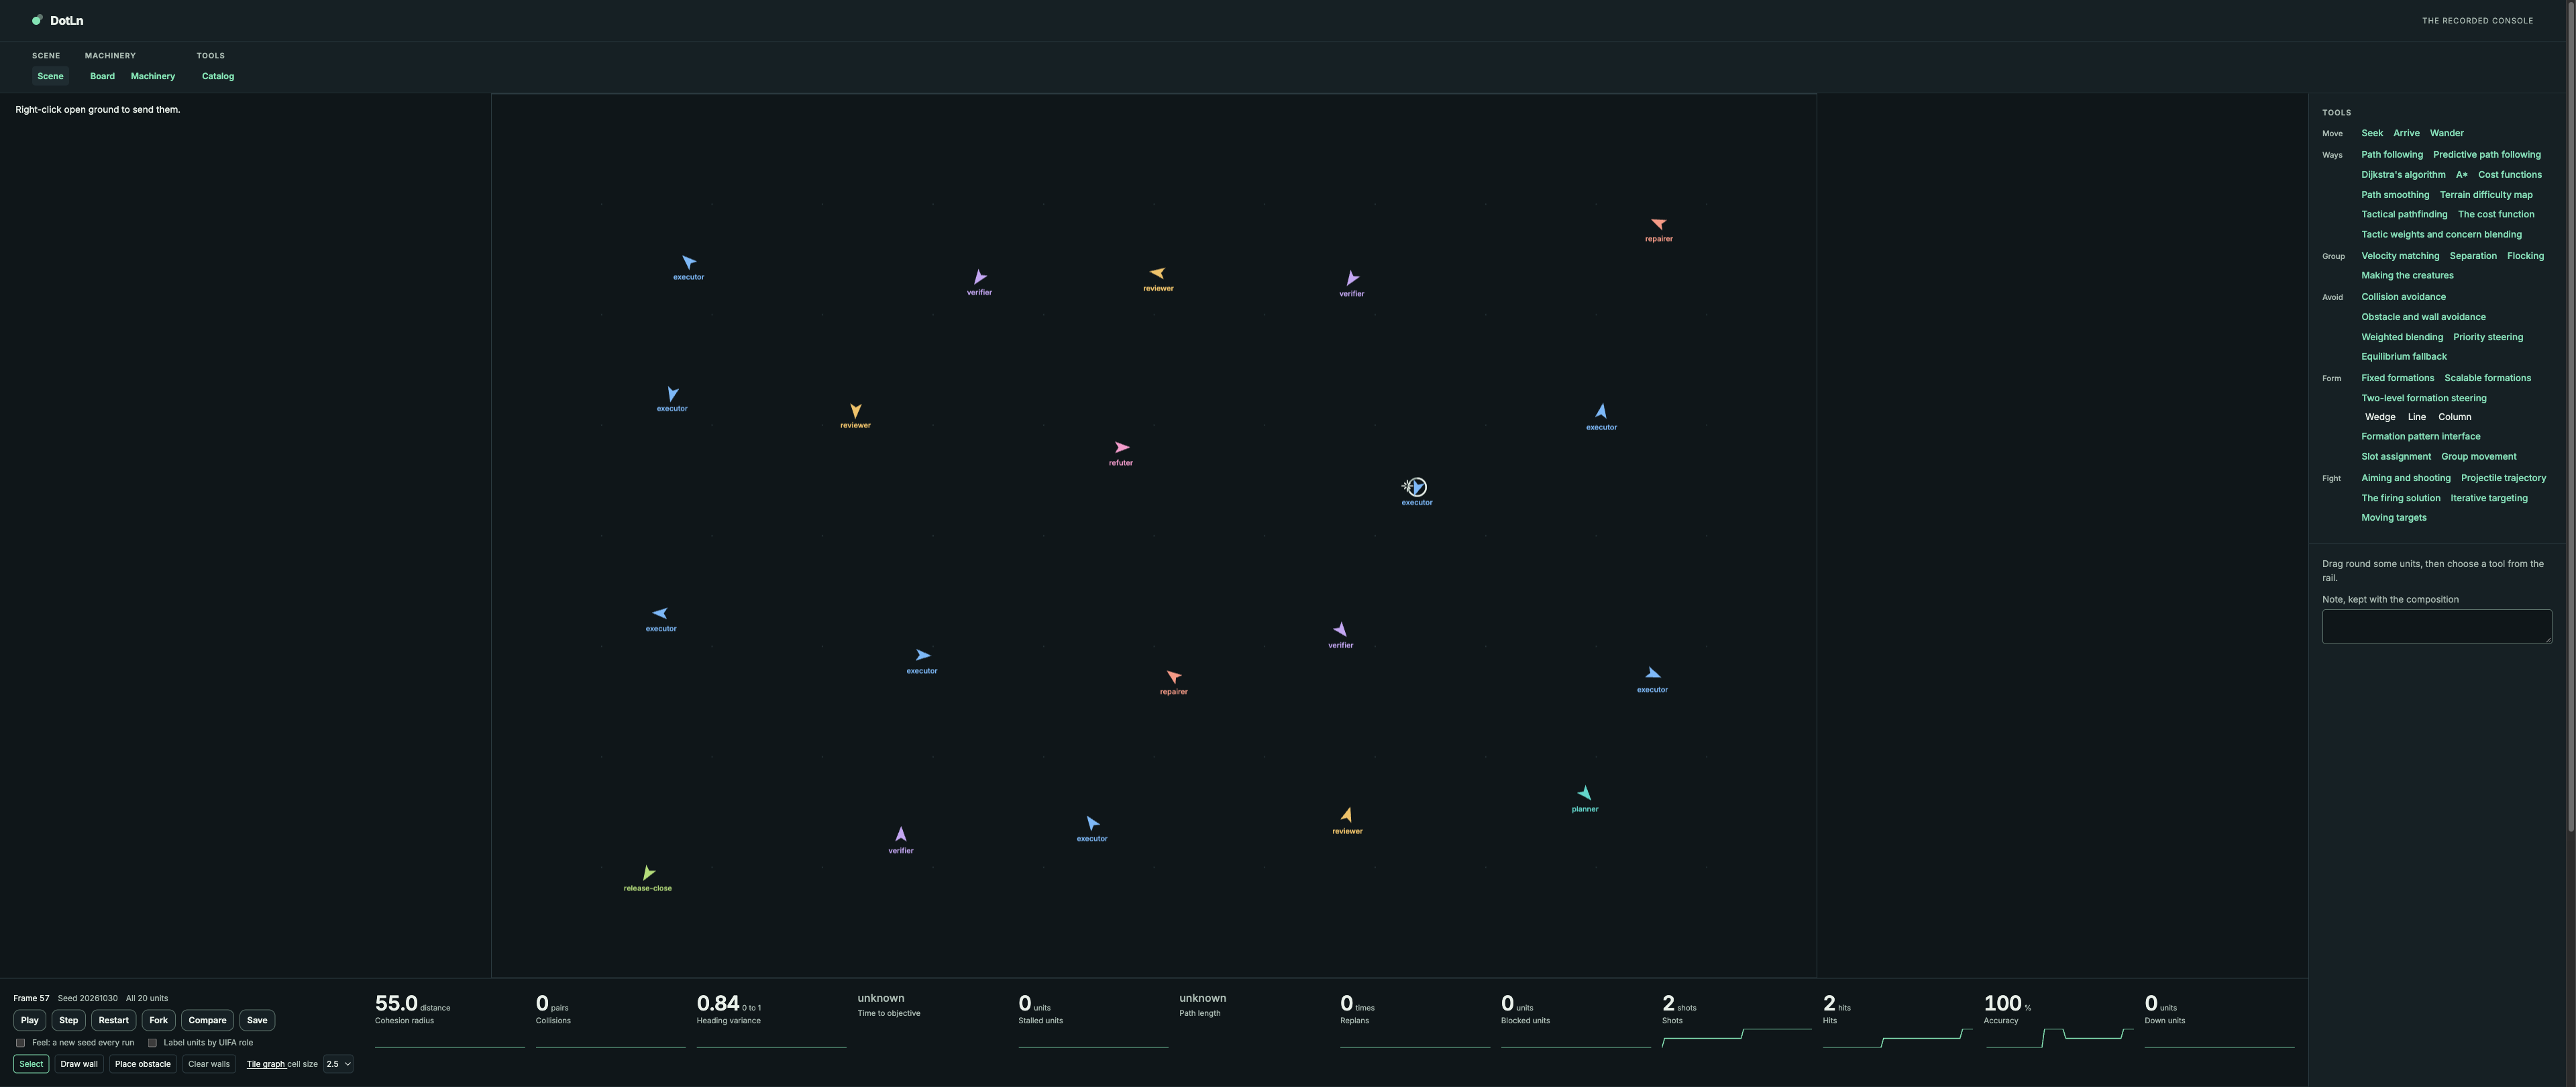 DotLn
THE RECORDED CONSOLE
SCENE
MACHINERY
TOOLS
Scene
Board
Machinery
Catalog
Right-click open ground to send them.
repairer
executor
verifier
reviewer
verifier
executor
reviewer
executor
refuter
executor
executor
verifier
executor
repairer
executor
planner
verifier
executor
reviewer
release-close
TOOLS
Move
Seek Arrive Wander
Ways
Path following Predictive path following
Dijkstra's algorithm A* Cost functions
Path smoothing Terrain difficulty map
Tactical pathfinding The cost function
Tactic weights and concern blending
Group
Velocity matching Separation Flocking
Making the creatures
Avoid
Collision avoidance
Obstacle and wall avoidance
Weighted blending Priority steering
Equilibrium fallback
Form
Fixed formations Scalable formations
Two-level formation steering
Wedge Line Column
Formation pattern interface
Slot assignment Group movement
Fight
Aiming and shooting Projectile trajectory
The firing solution Iterative targeting
Moving targets
Drag round some units, then choose a tool from the
rail.
Note, kept with the composition
Frame 57 Seed 20261030 All 20 units
Play Step Restart Fork Compare Save
Feel: a new seed every run Label units by UIFA role
Select Draw wall Place obstacle Clear walls Tile graph cell size 2.5
55.0 distance
Cohesion radius
0 pairs
Collisions
0.84 0 to 1
Heading variance
unknown
Time to objective
0 units
Stalled units
unknown
Path length
0 times
Replans
0 units
Blocked units
2 shots
Shots
2 hits
Hits
100 %
Accuracy
0 units
Down units